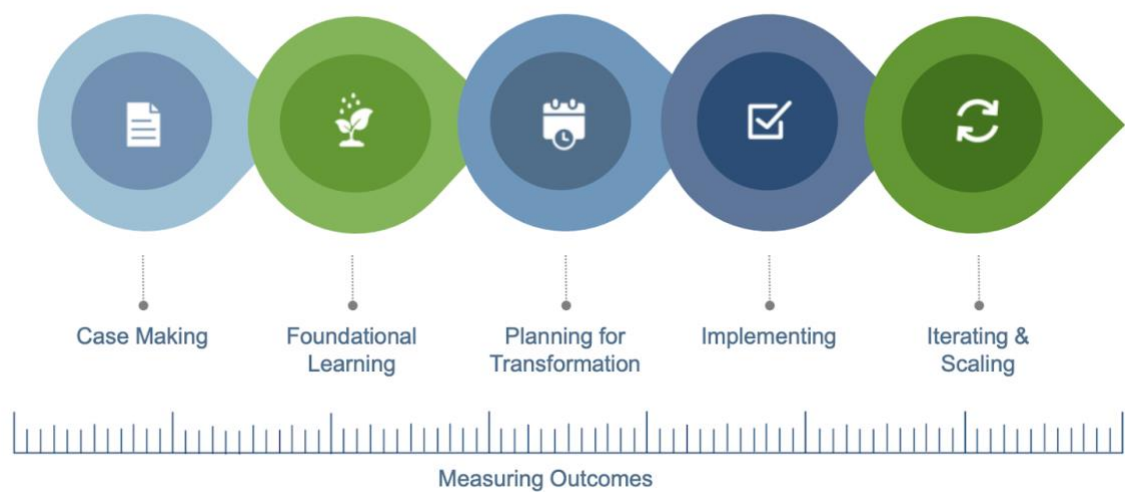 Case Making
Foundational
Learning
Planning for
Transformation
Implementing
Iterating &
Scaling
Measuring Outcomes